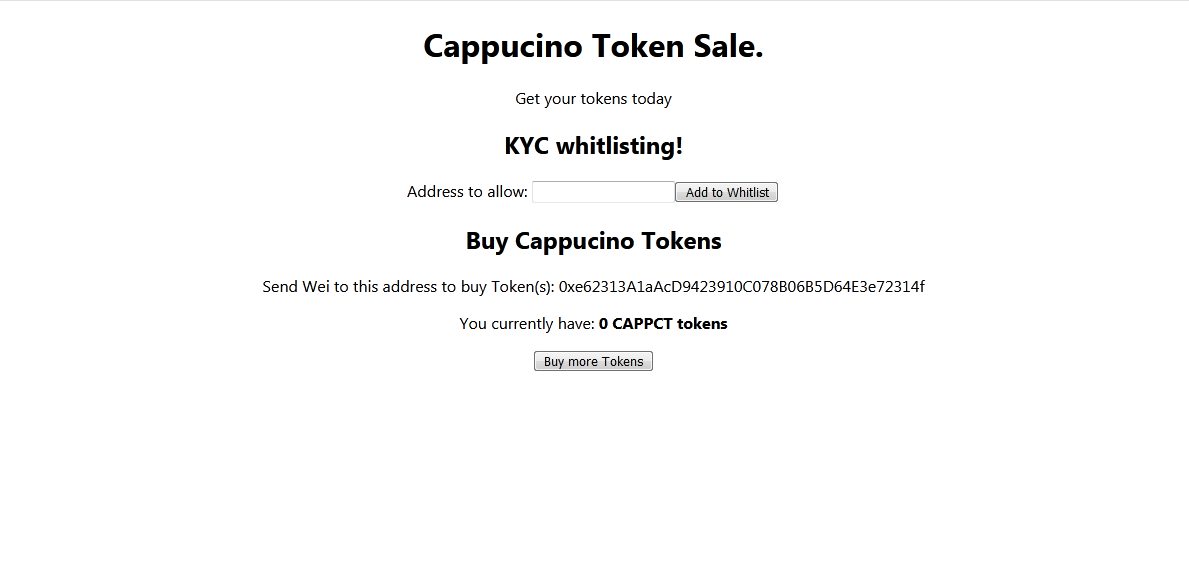 Cappucino Token Sale.
Get your tokens today
KYC whitlisting!
Address to allow: Add to Whitlist
Buy Cappucino Tokens
Send Wei to this address to buy Token(s): 0xe62313A1aAcD9423910C078B06B5D64E3e72314f
You currently have: 0 CAPPCT tokens
Buy more Tokens